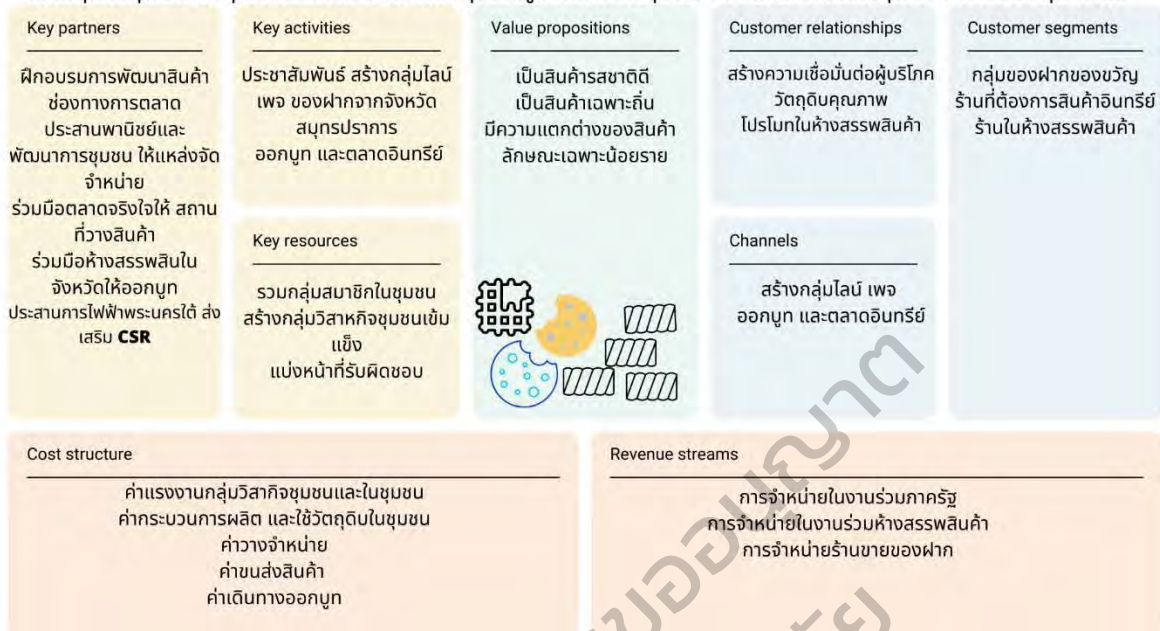 Key partners
ฝึกอบรมการพัฒนาสินค้า
ช่องทางการตลาด
ประสานพานิชย์และ
พัฒนาการชุมชน ให้แหล่งจัด
จำหน่าย
ร่วมมือตลาดจริงใจให้ สถาน
ที่วางสินค้า
ร่วมมือห้างสรรพสินใน
จังหวัดให้ออกบูท
ประสานการไฟฟ้าพระนครใต้ ส่ง
เสริม CSR
Key activities
ประชาสัมพันธ์ สร้างกลุ่มไลน์
เพจ ของฝากจากจังหวัด
สมุทรปราการ
ออกบูท และตลาดอินทรีย์
Key resources
รวมกลุ่มสมาชิกในชุมชน
สร้างกลุ่มวิสาหกิจชุมชนเข้ม
แข็ง
แบ่งหน้าที่รับผิดชอบ
Value propositions
เป็นสินค้ารสชาติดี
เป็นสินค้าเฉพาะถิ่น
มีความแตกต่างของสินค้า
ลักษณะเฉพาะน้อยราย
Customer relationships
สร้างความเชื่อมั่นต่อผู้บริโภค
วัตถุดิบคุณภาพ
โปรโมทในห้างสรรพสินค้า
Channels
สร้างกลุ่มไลน์ เพจ
ออกบูท และตลาดอินทรีย์
Customer segments
กลุ่มของฝากของขวัญ
ร้านที่ต้องการสินค้าอินทรีย์
ร้านในห้างสรรพสินค้า
Cost structure
ค่าแรงงานกลุ่มวิสากิจชุมชนและในชุมชน
ค่ากระบวนการผลิต และใช้วัตถุดิบในชุมชน
ค่าวางจำหน่าย
ค่าขนส่งสินค้า
ค่าเดินทางออกบูท
Revenue streams
การจำหน่ายในงานร่วมภาครัฐ
การจำหน่ายในงานร่วมห้างสรรพสินค้า
การจำหน่ายร้านขายของฝาก